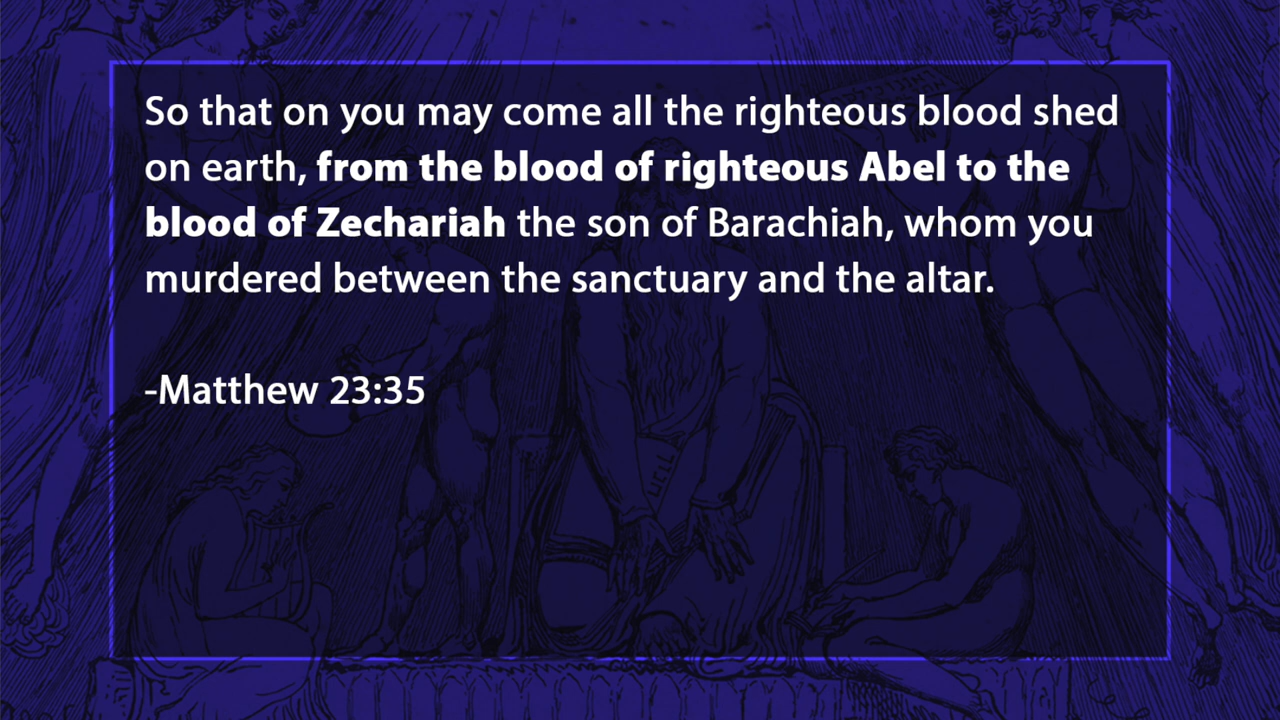 So that on you may come all the righteous blood shed
on earth, from the blood of righteous Abel to the
blood of Zechariah the son of Barachiah, whom you
murdered between the sanctuary and the altar.
-Matthew 23:35